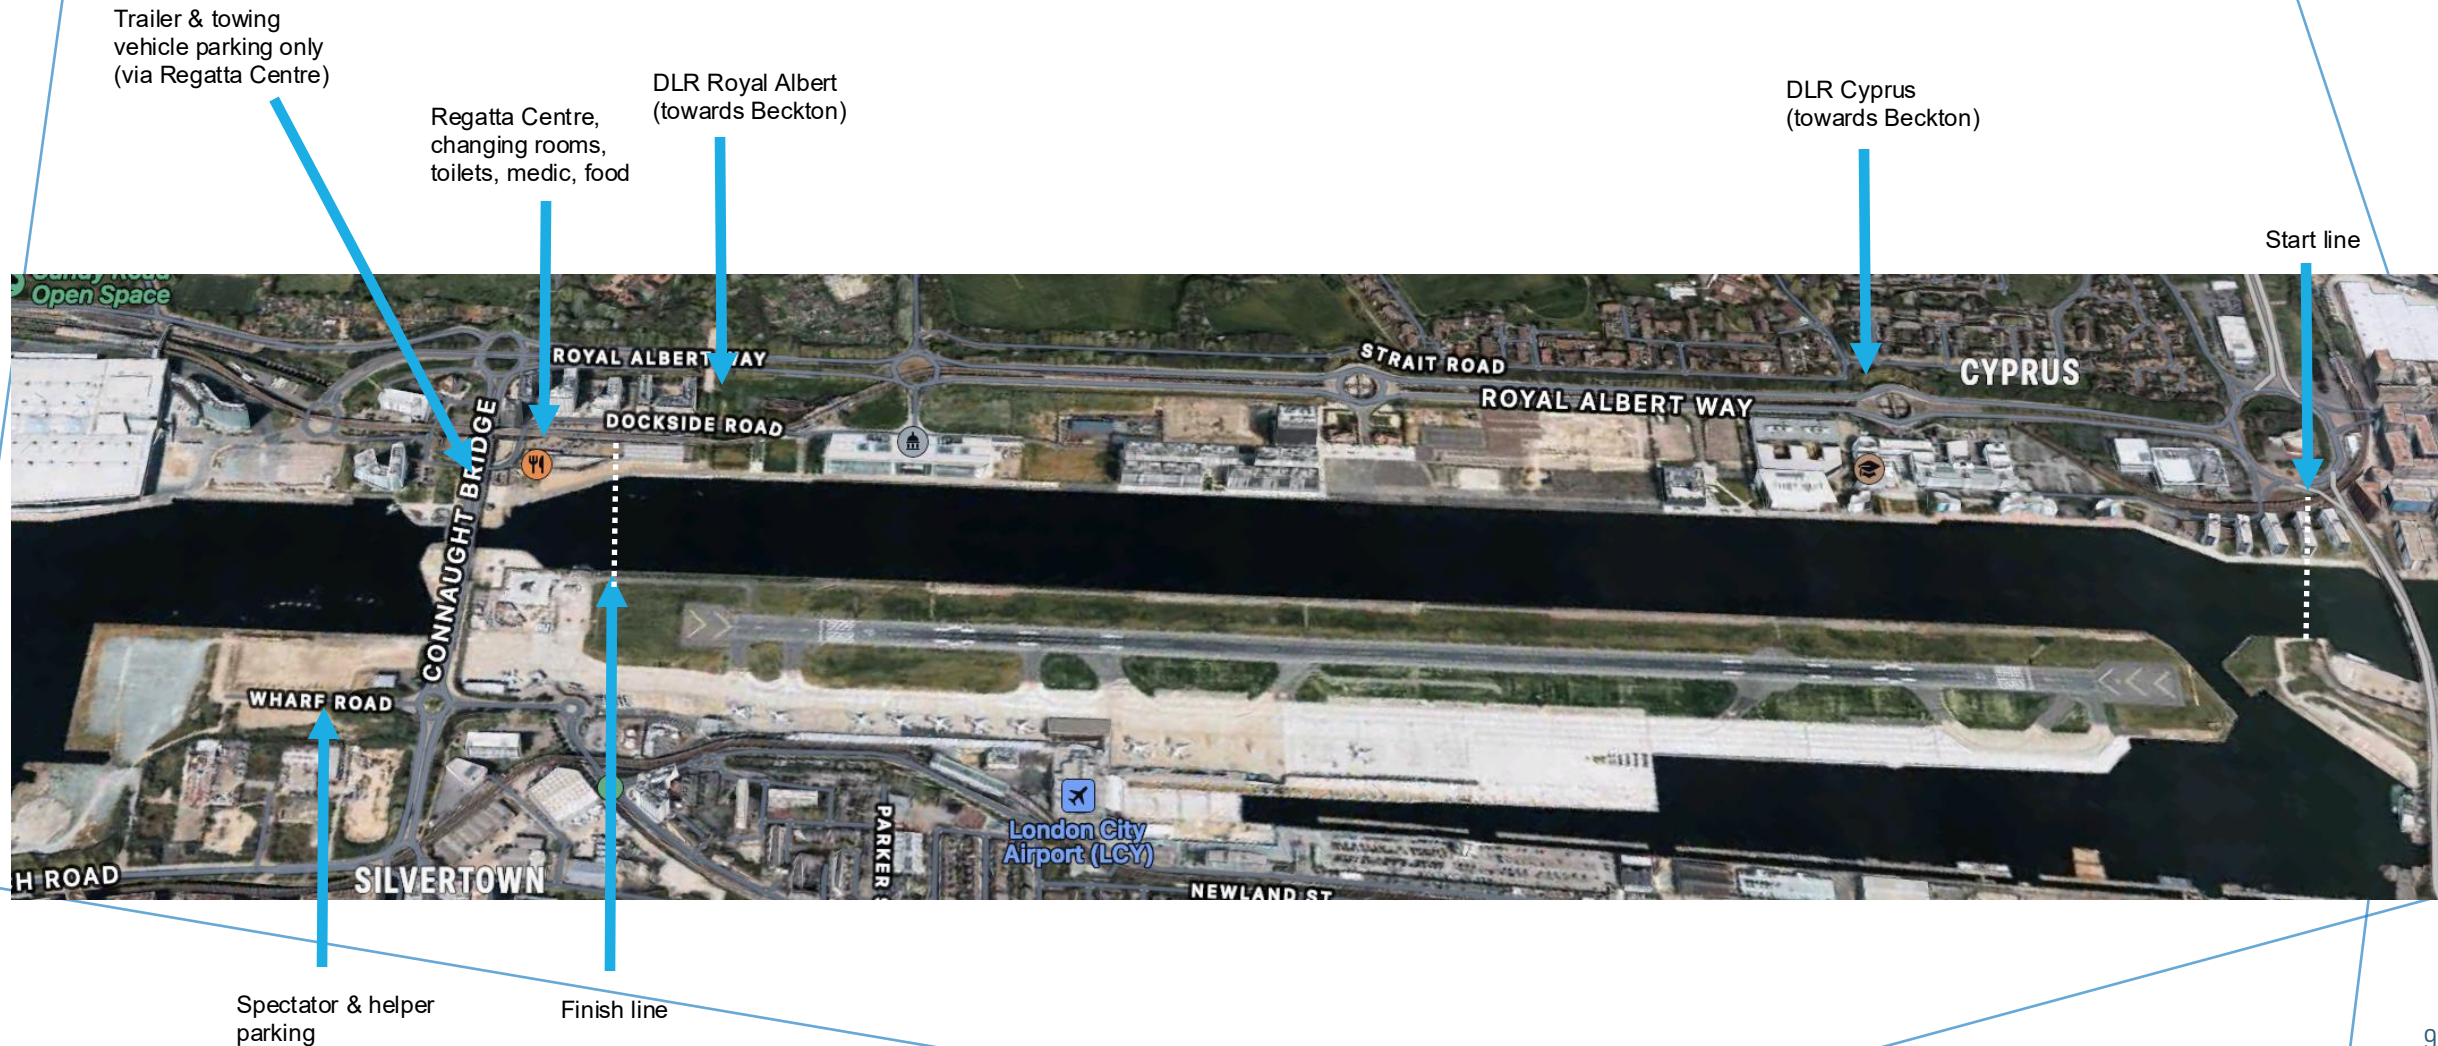 Trailer & towing
vehicle parking only
(via Regatta Centre)
Regatta Centre,
changing rooms,
toilets, medic, food
DLR Royal Albert
(towards Beckton)
DLR Cyprus
(towards Beckton)
Start line
Open Space
ROYAL ALBERT WAY
STRAIT ROAD
CYPRUS
ROYAL ALBERT WAY
DOCKSIDE ROAD
CONNAUGHT BRIDGE
WHARF ROAD
PARKER
London City
Airport (LCY)
H ROAD
SILVERTOWN
NEWLAND ST
Spectator & helper
parking
Finish line
9